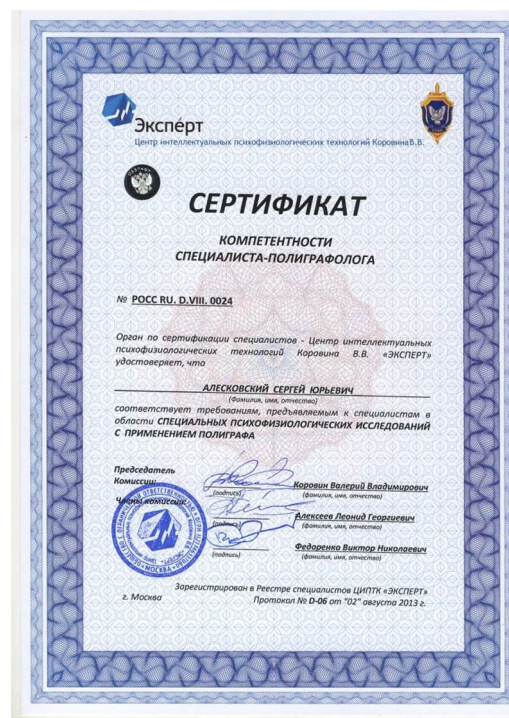 Эксперт
Центр интеллектуальных психофизиологических технологий КоровинаВ.В.
СЕРТИФИКАТ
КОМПЕТЕНТНОСТИ
СПЕЦИАЛИСТА-ПОЛИГРАФОЛОГА
№ РОСС RU. D.VIII. 0024
Орган по сертификации специалистов - Центр интеллектуальных
психофизиологических технологий Коровина В.В. «ЭКСПЕРТ»
удостоверяет, что
АЛЕСКОВСКИЙ СЕРГЕЙ ЮРЬЕВИЧ
(Фамилия, имя, отчество)
соответствует требованиям, предъявляемым к специалистам в
области СПЕЦИАЛЬНЫХ ПСИХОФИЗИОЛОГИЧЕСКИХ ИССЛЕДОВАНИЙ
С ПРИМЕНЕНИЕМ ПОЛИГРАФА
Председатель
Комиссии: Коровин Валерий Владимирович
(подпись) (фамилия, имя, отчество)
Члены комиссии: Алексеев Леонид Георгиевич
(подпись) (фамилия, имя, отчество)
Федоренко Виктор Николаевич
(подпись) (фамилия, имя, отчество)
МОСКВА
Зарегистрирован в Реестре специалистов ЦИПТК «ЭКСПЕРТ»
г. Москва Протокол № D-06 от "02" августа 2013 г.